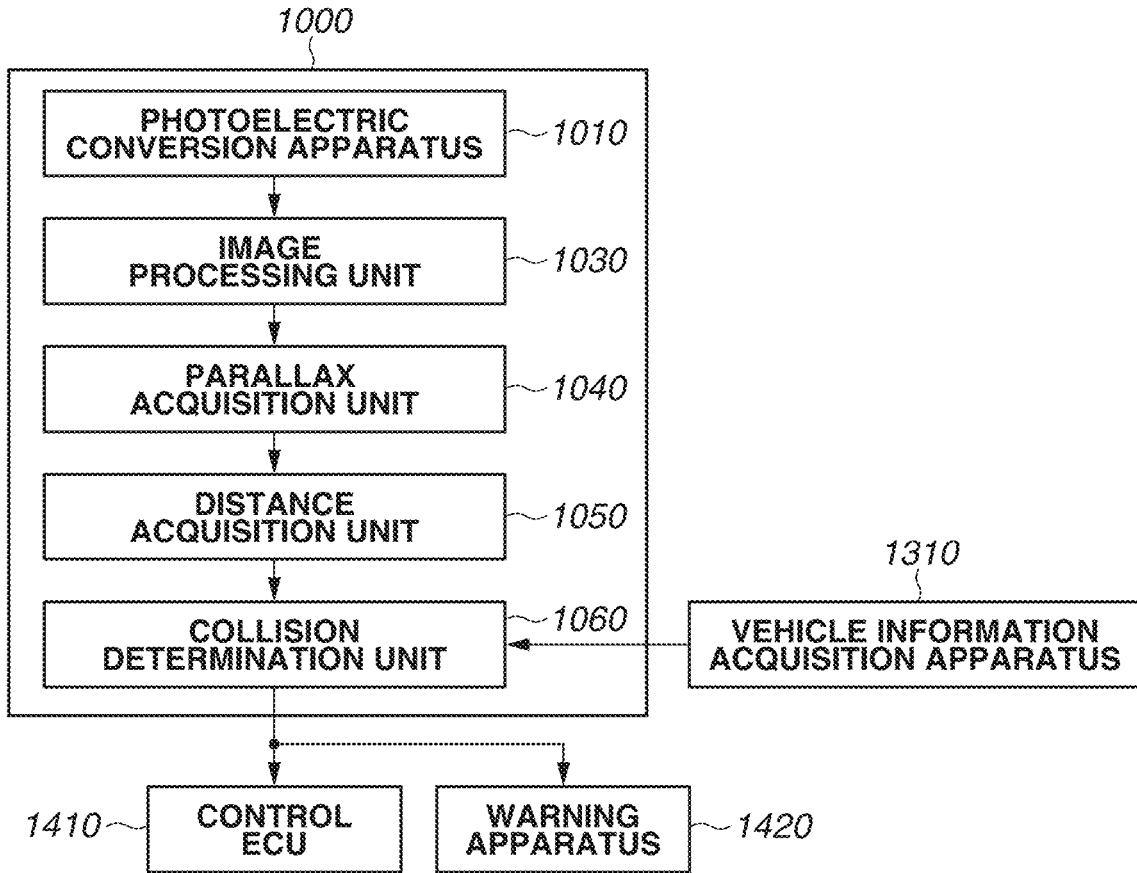 1000
PHOTOELECTRIC
CONVERSION APPARATUS
1010
IMAGE
PROCESSING UNIT
1030
PARALLAX
ACQUISITION UNIT
1040
DISTANCE
ACQUISITION UNIT
1050
COLLISION
DETERMINATION UNIT
1060
1310
VEHICLE INFORMATION
ACQUISITION APPARATUS
1410
CONTROL
ECU
WARNING
APPARATUS
1420